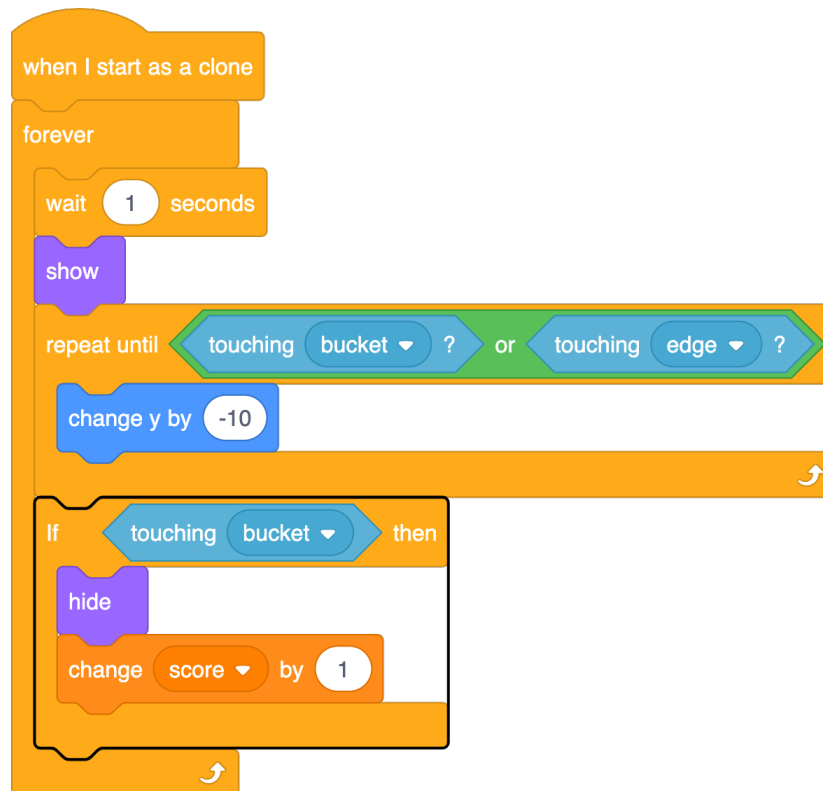 when I start as a clone
forever
wait 1 seconds
show
repeat until touching bucket ? or touching edge ?
change y by -10
If touching bucket then
hide
change score by 1